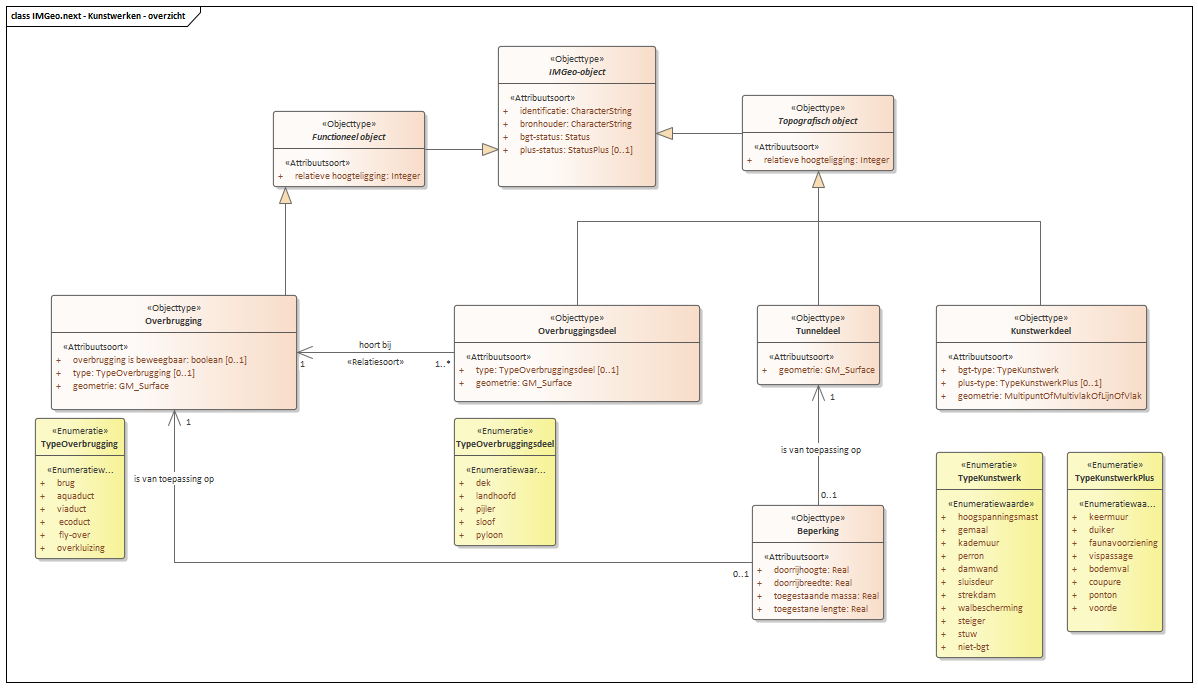 class IMGeo.next - Kunstwerken - overzicht
«Objecttype»
IMGeo-object
«Attribuutsoort»
+ identificatie: CharacterString
+ bronhouder: CharacterString
+ bgt-status: Status
+ plus-status: StatusPlus [0..1]
«Objecttype»
Functioneel object
«Attribuutsoort»
+ relatieve hoogteligging: Integer
«Objecttype»
Topografisch object
«Attribuutsoort»
+ relatieve hoogteligging: Integer
«Objecttype»
Overbrugging
«Attribuutsoort»
+ overbrugging is beweegbaar: boolean [0..1]
+ type: TypeOverbrugging [0..1]
+ geometrie: GM_Surface
hoort bij
«Relatiesoort»
1
1..*
«Objecttype»
Overbruggingsdeel
«Attribuutsoort»
+ type: TypeOverbruggingsdeel [0..1]
+ geometrie: GM_Surface
«Objecttype»
Tunneldeel
«Attribuutsoort»
+ geometrie: GM_Surface
«Objecttype»
Kunstwerkdeel
«Attribuutsoort»
+ bgt-type: TypeKunstwerk
+ plus-type: TypeKunstwerkPlus [0..1]
+ geometrie: MultipuntOfMultivlakOfLijnOfVlak
«Enumeratie»
TypeOverbrugging
«Enumeratiew...
+ brug
+ aquaduct
+ viaduct
+ ecoduct
+ fly-over
+ overkluizing
1
is van toepassing op
0..1
«Enumeratie»
TypeOverbruggingsdeel
«Enumeratiewaar...
+ dek
+ landhoofd
+ pijler
+ sloof
+ pyloon
1
is van toepassing op
0..1
«Objecttype»
Beperking
«Attribuutsoort»
+ doorrijhoogte: Real
+ doorrijbreedte: Real
+ toegestaande massa: Real
+ toegestane lengte: Real
«Enumeratie»
TypeKunstwerk
«Enumeratiewaarde»
+ hoogspanningsmast
+ gemaal
+ kademuur
+ perron
+ damwand
+ sluisdeur
+ strekdam
+ walbescherming
+ steiger
+ stuw
+ niet-bgt
«Enumeratie»
TypeKunstwerkPlus
«Enumeratiewaa...
+ keermuur
+ duiker
+ faunavoorziening
+ vispassage
+ bodemval
+ coupure
+ ponton
+ voorde